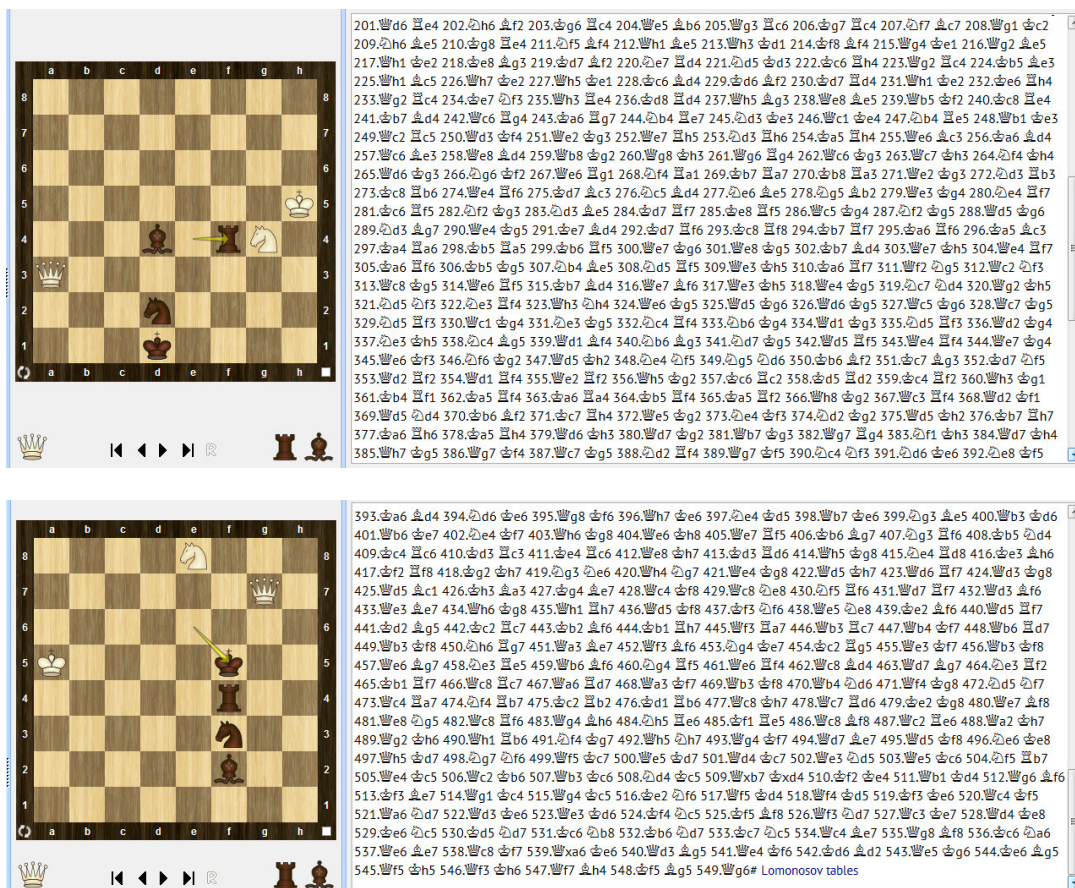 a b c d e f g h
8 8
7 7
6 6
5 5
4 4
3 3
2 2
1 1
a b c d e f g h
R
201.♕d6 ♖e4 202.♘h6 ♗f2 203.♔g6 ♖c4 204.♕e5 ♗b6 205.♕g3 ♖c6 206.♔g7 ♖c4 207.♘f7 ♗c7 208.♕g1 ♔c2
209.♘h6 ♗e5 210.♔g8 ♖e4 211.♘f5 ♗f4 212.♕h1 ♗e5 213.♕h3 ♔d1 214.♔f8 ♗f4 215.♕g4 ♔e1 216.♕g2 ♗e5
217.♕h1 ♔e2 218.♔e8 ♗g3 219.♔d7 ♗f2 220.♘e7 ♖d4 221.♘d5 ♔d3 222.♔c6 ♖h4 223.♕g2 ♖c4 224.♔b5 ♗e3
225.♕h1 ♗c5 226.♕h7 ♔e2 227.♕h5 ♔e1 228.♔c6 ♗d4 229.♔d6 ♗f2 230.♔d7 ♖d4 231.♕h1 ♔e2 232.♔e6 ♖h4
233.♕g2 ♖c4 234.♔e7 ♘f3 235.♕h3 ♖e4 236.♔d8 ♖d4 237.♕h5 ♗g3 238.♕e8 ♗e5 239.♕b5 ♔f2 240.♔c8 ♖e4
241.♔b7 ♗d4 242.♕c6 ♖g4 243.♔a6 ♖g7 244.♘b4 ♖e7 245.♘d3 ♔e3 246.♕c1 ♔e4 247.♘b4 ♖e5 248.♕b1 ♔e3
249.♕c2 ♖c5 250.♕d3 ♔f4 251.♕e2 ♔g3 252.♕e7 ♖h5 253.♘d3 ♖h6 254.♔a5 ♖h4 255.♕e6 ♗c3 256.♔a6 ♗d4
257.♕c6 ♗e3 258.♕e8 ♗d4 259.♕b8 ♔g2 260.♕g8 ♔h3 261.♕g6 ♖g4 262.♕c6 ♔g3 263.♕c7 ♔h3 264.♘f4 ♔h4
265.♕d6 ♔g3 266.♘g6 ♔f2 267.♕e6 ♖g1 268.♘f4 ♖a1 269.♔b7 ♖a7 270.♔b8 ♖a3 271.♕e2 ♔g3 272.♘d3 ♖b3
273.♔c8 ♖b6 274.♕e4 ♖f6 275.♔d7 ♗c3 276.♘c5 ♗d4 277.♘e6 ♗e5 278.♘g5 ♗b2 279.♕e3 ♔g4 280.♘e4 ♖f7
281.♔c6 ♖f5 282.♘f2 ♔g3 283.♘d3 ♗e5 284.♔d7 ♖f7 285.♔e8 ♖f5 286.♕c5 ♔g4 287.♘f2 ♔g5 288.♕d5 ♔g6
289.♘d3 ♗g7 290.♕e4 ♔g5 291.♔e7 ♗d4 292.♔d7 ♖f6 293.♔c8 ♖f8 294.♔b7 ♖f7 295.♔a6 ♖f6 296.♔a5 ♗c3
297.♔a4 ♖a6 298.♔b5 ♖a5 299.♔b6 ♖f5 300.♕e7 ♔g6 301.♕e8 ♔g5 302.♔b7 ♗d4 303.♕e7 ♔h5 304.♕e4 ♖f7
305.♔a6 ♖f6 306.♔b5 ♔g5 307.♘b4 ♗e5 308.♘d5 ♖f5 309.♕e3 ♔h5 310.♔a6 ♖f7 311.♕f2 ♘g5 312.♕c2 ♘f3
313.♕c8 ♔g5 314.♕e6 ♖f5 315.♔b7 ♗d4 316.♕e7 ♗f6 317.♕e3 ♔h5 318.♕e4 ♔g5 319.♘c7 ♘d4 320.♕g2 ♔h5
321.♘d5 ♘f3 322.♘e3 ♖f4 323.♕h3 ♘h4 324.♕e6 ♔g5 325.♕d5 ♔g6 326.♕d6 ♔g5 327.♕c5 ♔g6 328.♕c7 ♔g5
329.♘d5 ♖f3 330.♕c1 ♔g4 331.♘e3 ♔g5 332.♘c4 ♖f4 333.♘b6 ♔g4 334.♕d1 ♔g3 335.♘d5 ♖f3 336.♕d2 ♔g4
337.♘e3 ♔h5 338.♘c4 ♗g5 339.♕d1 ♗f4 340.♘b6 ♗g3 341.♘d7 ♔g5 342.♕d5 ♖f5 343.♕e4 ♖f4 344.♕e7 ♔g4
345.♕e6 ♔f3 346.♘f6 ♔g2 347.♕d5 ♔h2 348.♘e4 ♘f5 349.♘g5 ♘d6 350.♔b6 ♗f2 351.♔c7 ♗g3 352.♔d7 ♘f5
353.♕d2 ♖f2 354.♕d1 ♖f4 355.♕e2 ♖f2 356.♕h5 ♔g2 357.♔c6 ♖c2 358.♔d5 ♖d2 359.♔c4 ♖f2 360.♕h3 ♔g1
361.♔b4 ♖f1 362.♔a5 ♖f4 363.♔a6 ♖a4 364.♔b5 ♖f4 365.♔a5 ♖f2 366.♕h8 ♔g2 367.♕c3 ♖f4 368.♕d2 ♔f1
369.♕d5 ♘d4 370.♔b6 ♗f2 371.♔c7 ♖h4 372.♕e5 ♔g2 373.♘e4 ♔f3 374.♘d2 ♔g2 375.♕d5 ♔h2 376.♔b7 ♖h7
377.♔a6 ♖h6 378.♔a5 ♖h4 379.♕d6 ♔h3 380.♕d7 ♔g2 381.♕b7 ♔g3 382.♕g7 ♖g4 383.♘f1 ♔h3 384.♕d7 ♔h4
385.♕h7 ♔g5 386.♕g7 ♔f4 387.♕c7 ♔g5 388.♘d2 ♖f4 389.♕g7 ♔f5 390.♘c4 ♘f3 391.♘d6 ♔e6 392.♘e8 ♔f5
a b c d e f g h
8 8
7 7
6 6
5 5
4 4
3 3
2 2
1 1
a b c d e f g h
R
393.♔a6 ♗d4 394.♘d6 ♔e6 395.♕g8 ♔f6 396.♕h7 ♔e6 397.♘e4 ♔d5 398.♕b7 ♔e6 399.♘g3 ♗e5 400.♕b3 ♔d6
401.♕b6 ♔e7 402.♘e4 ♔f7 403.♕h6 ♔g8 404.♕e6 ♔h8 405.♕e7 ♖f5 406.♔b6 ♗g7 407.♘g3 ♖f6 408.♔b5 ♘d4
409.♔c4 ♖c6 410.♔d3 ♖c3 411.♔e4 ♖c6 412.♕e8 ♔h7 413.♔d3 ♖d6 414.♕h5 ♔g8 415.♘e4 ♖d8 416.♔e3 ♗h6
417.♔f2 ♖f8 418.♔g2 ♔h7 419.♘g3 ♘e6 420.♕h4 ♘g7 421.♕e4 ♔g8 422.♕d5 ♔h7 423.♕d6 ♖f7 424.♕d3 ♔g8
425.♕d5 ♗c1 426.♔h3 ♗a3 427.♔g4 ♗e7 428.♕c4 ♔f8 429.♕c8 ♘e8 430.♘f5 ♖f6 431.♕d7 ♖f7 432.♕d3 ♗f6
433.♕e3 ♗e7 434.♕h6 ♔g8 435.♕h1 ♖h7 436.♕d5 ♔f8 437.♔f3 ♘f6 438.♕e5 ♘e8 439.♔e2 ♗f6 440.♕d5 ♖f7
441.♔d2 ♗g5 442.♔c2 ♖c7 443.♔b2 ♗f6 444.♔b1 ♖h7 445.♕f3 ♖a7 446.♕b3 ♖c7 447.♕b4 ♔f7 448.♕b6 ♖d7
449.♕b3 ♔f8 450.♘h6 ♖g7 451.♕a3 ♗e7 452.♕f3 ♗f6 453.♘g4 ♔e7 454.♔c2 ♖g5 455.♕e3 ♔f7 456.♕b3 ♔f8
457.♕e6 ♗g7 458.♘e3 ♖e5 459.♕b6 ♗f6 460.♘g4 ♖f5 461.♕e6 ♖f4 462.♕c8 ♗d4 463.♕d7 ♗g7 464.♘e3 ♖f2
465.♔b1 ♖f7 466.♕c8 ♖c7 467.♕a6 ♖d7 468.♕a3 ♔f7 469.♕b3 ♔f8 470.♕b4 ♘d6 471.♕f4 ♔g8 472.♘d5 ♘f7
473.♕c4 ♖a7 474.♘f4 ♖b7 475.♔c2 ♖b2 476.♔d1 ♖b6 477.♕c8 ♔h7 478.♕c7 ♖d6 479.♔e2 ♔g8 480.♕e7 ♗f8
481.♕e8 ♘g5 482.♕c8 ♖f6 483.♕g4 ♗h6 484.♘h5 ♖e6 485.♔f1 ♖e5 486.♕c8 ♗f8 487.♕c2 ♖e6 488.♕a2 ♔h7
489.♕g2 ♔h6 490.♕h1 ♖b6 491.♘f4 ♔g7 492.♕h5 ♘h7 493.♕g4 ♔f7 494.♕d7 ♗e7 495.♕d5 ♔f8 496.♘e6 ♔e8
497.♕h5 ♔d7 498.♘g7 ♘f6 499.♕f5 ♔c7 500.♕e5 ♔d7 501.♕d4 ♔c7 502.♕e3 ♘d5 503.♕e5 ♔c6 504.♘f5 ♖b7
505.♕e4 ♔c5 506.♕c2 ♔b6 507.♕b3 ♔c6 508.♘d4 ♔c5 509.♕xb7 ♔xd4 510.♔f2 ♔e4 511.♕b1 ♔d4 512.♕g6 ♗f6
513.♔f3 ♗e7 514.♕g1 ♔c4 515.♕g4 ♔c5 516.♔e2 ♘f6 517.♕f5 ♔d4 518.♕f4 ♔d5 519.♔f3 ♔e6 520.♕c4 ♔f5
521.♕a6 ♘d7 522.♕d3 ♔e6 523.♕e3 ♔d6 524.♔f4 ♘c5 525.♔f5 ♗f8 526.♕f3 ♘d7 527.♕c3 ♔e7 528.♕d4 ♔e8
529.♔e6 ♘c5 530.♔d5 ♘d7 531.♔c6 ♘b8 532.♔b6 ♘d7 533.♔c7 ♘c5 534.♕c4 ♗e7 535.♕g8 ♗f8 536.♔c6 ♘a6
537.♕e6 ♗e7 538.♕c8 ♔f7 539.♕xa6 ♔e6 540.♕d3 ♗g5 541.♕e4 ♔f6 542.♔d6 ♗d2 543.♕e5 ♔g6 544.♔e6 ♗g5
545.♕f5 ♔h5 546.♕f3 ♔h6 547.♕f7 ♗h4 548.♔f5 ♗g5 549.♕g6# Lomonosov tables